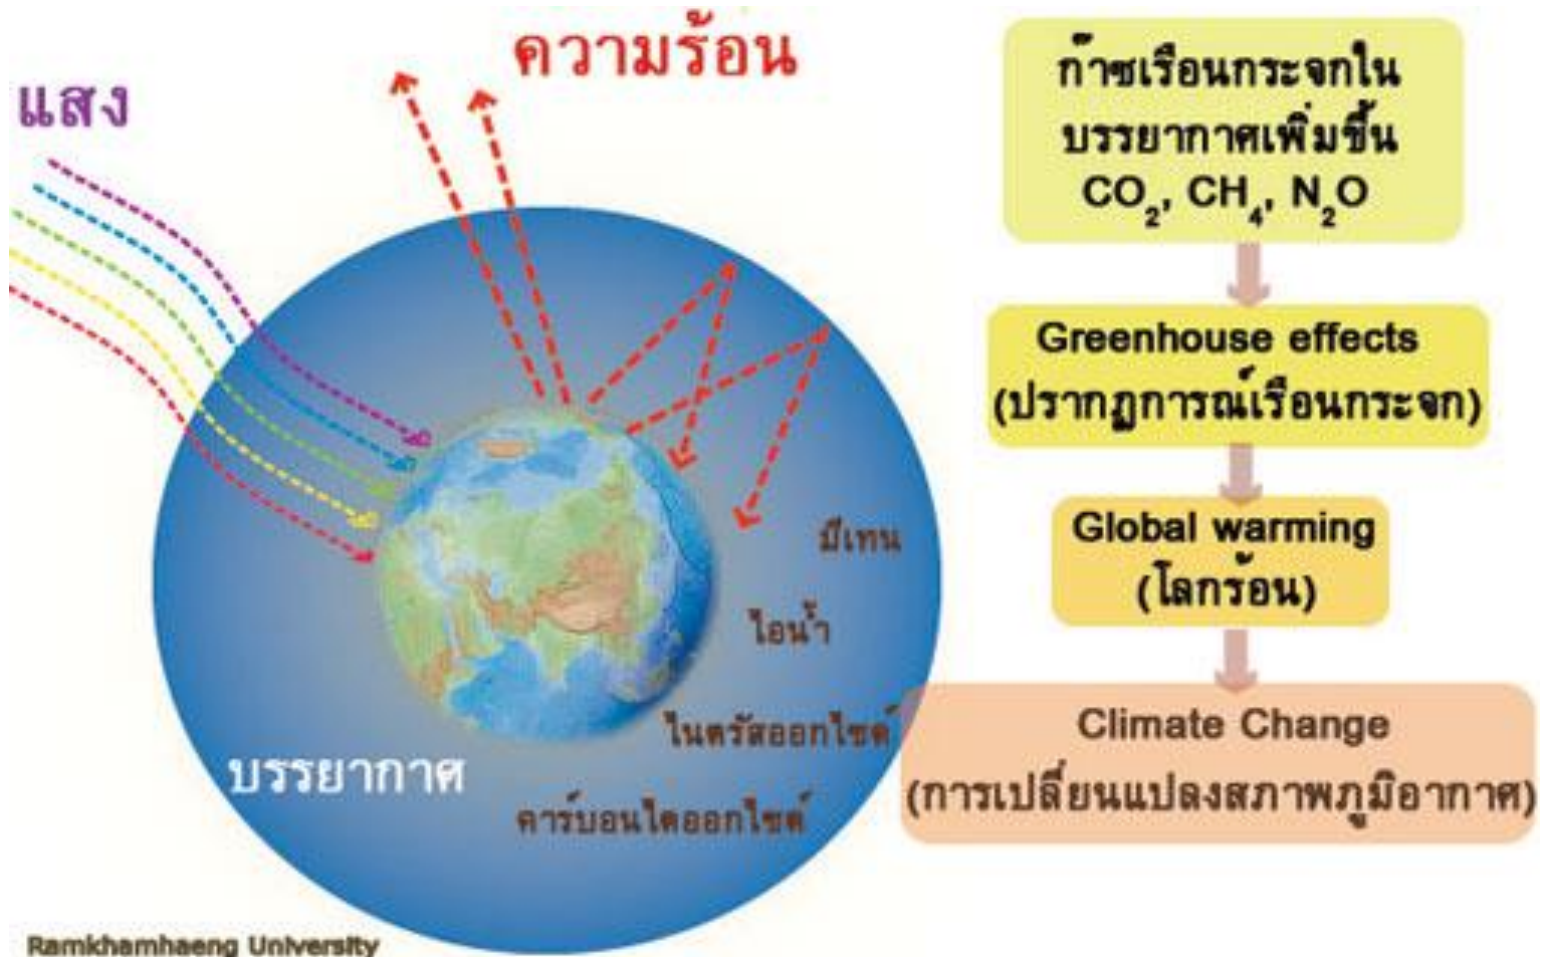 แสง
ความร้อน
ก๊าซเรือนกระจกใน
บรรยากาศเพิ่มขึ้น
CO₂, CH₄, N₂O
Greenhouse effects
(ปรากฏการณ์เรือนกระจก)
Global warming
(โลกร้อน)
Climate Change
(การเปลี่ยนแปลงสภาพภูมิอากาศ)
มีเทน
ไอน้ำ
ไนตรัสออกไซด์
คาร์บอนไดออกไซด์
บรรยากาศ
Ramkhamhaeng University